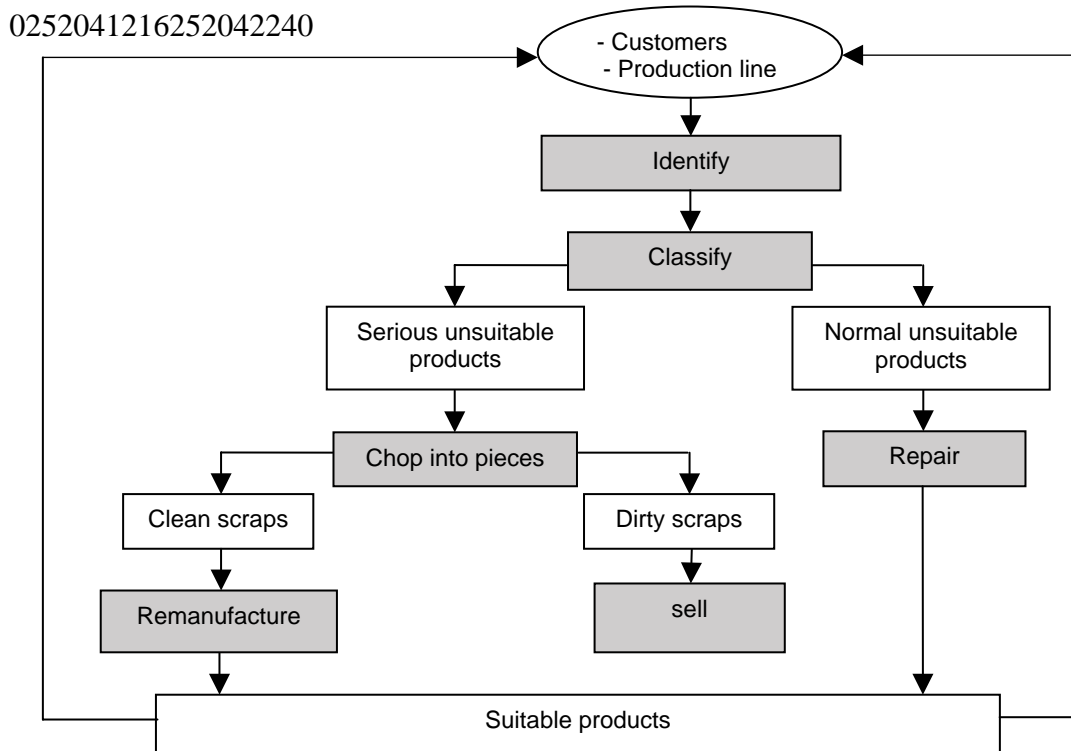 0252041216252042240
- Customers
- Production line
Identify
Classify
Serious unsuitable
products
Normal unsuitable
products
Chop into pieces
Repair
Clean scraps
Dirty scraps
Remanufacture
sell
Suitable products